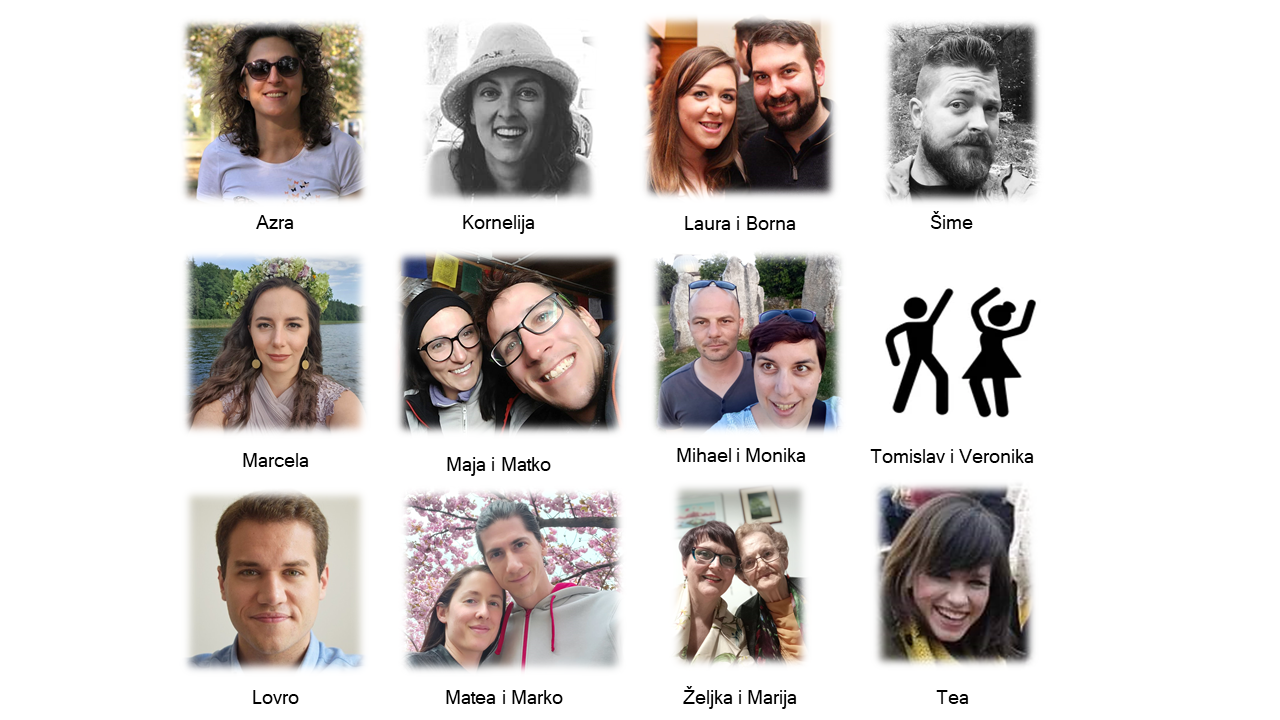 Azra
Kornelija
Laura i Borna
Šime
Marcela
Maja i Matko
Mihael i Monika
Tomislav i Veronika
Lovro
Matea i Marko
Željka i Marija
Tea